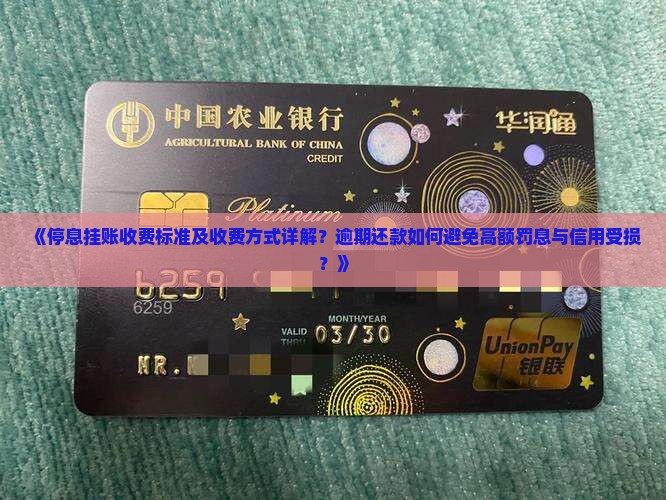 中国农业银行
AGRICULTURAL BANK OF CHINA
CREDIT
华润通
Platinum
《停息挂账收费标准及收费方式详解？逾期还款如何避免高额罚息与信用受损
？》
6259
6259
MONTH/YEAR
VALID THRU 03/30
MR.
UnionPay
银联